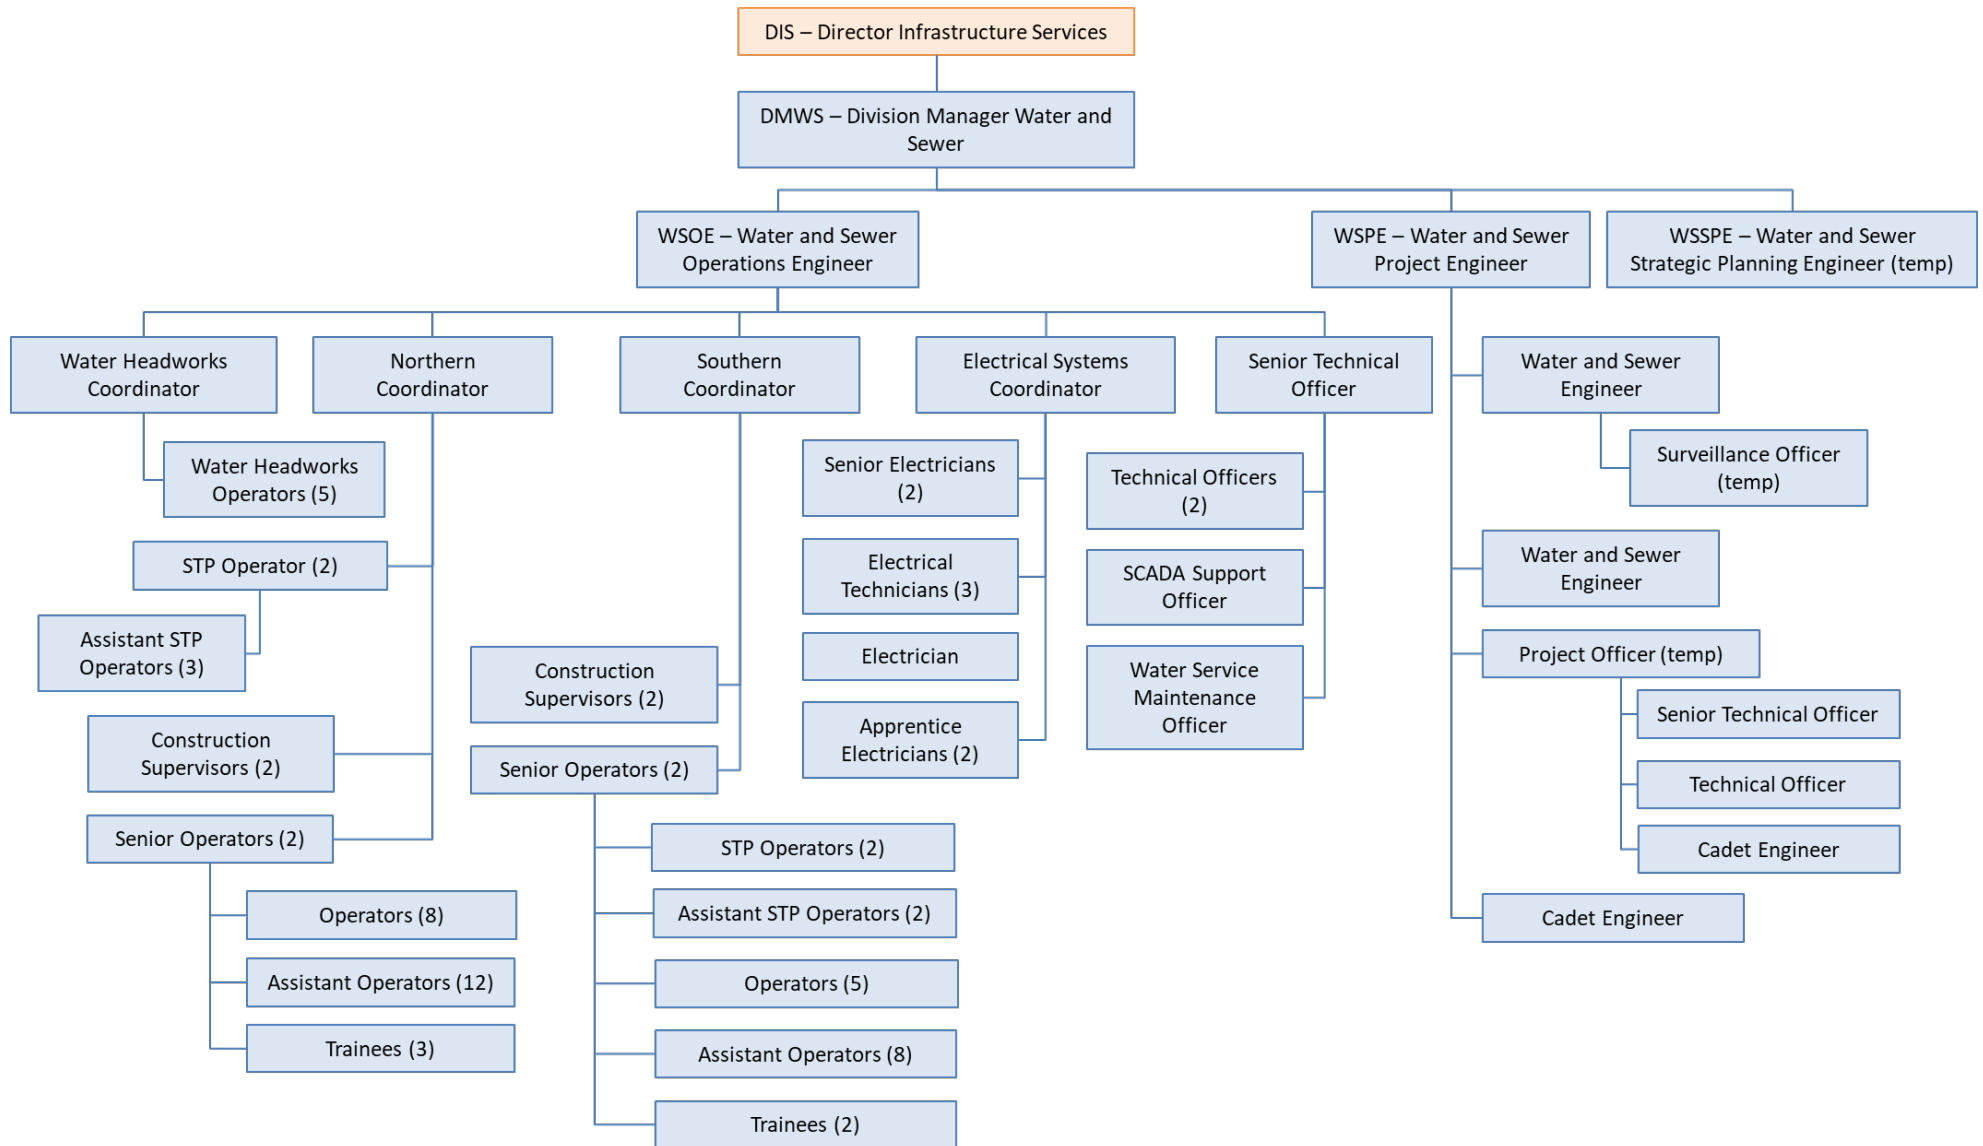 DIS – Director Infrastructure Services
DMWS – Division Manager Water and
Sewer
WSOE – Water and Sewer
Operations Engineer
WSPE – Water and Sewer
Project Engineer
WSSPE – Water and Sewer
Strategic Planning Engineer (temp)
Water Headworks
Coordinator
Northern
Coordinator
Southern
Coordinator
Electrical Systems
Coordinator
Senior Technical
Officer
Water and Sewer
Engineer
Water Headworks
Operators (5)
STP Operator (2)
Assistant STP
Operators (3)
Construction
Supervisors (2)
Senior Operators (2)
Operators (8)
Assistant Operators (12)
Trainees (3)
Construction
Supervisors (2)
Senior Operators (2)
STP Operators (2)
Assistant STP Operators (2)
Operators (5)
Assistant Operators (8)
Trainees (2)
Senior Electricians
(2)
Electrical
Technicians (3)
Electrician
Apprentice
Electricians (2)
Technical Officers
(2)
SCADA Support
Officer
Water Service
Maintenance
Officer
Surveillance Officer
(temp)
Water and Sewer
Engineer
Project Officer (temp)
Senior Technical Officer
Technical Officer
Cadet Engineer
Cadet Engineer